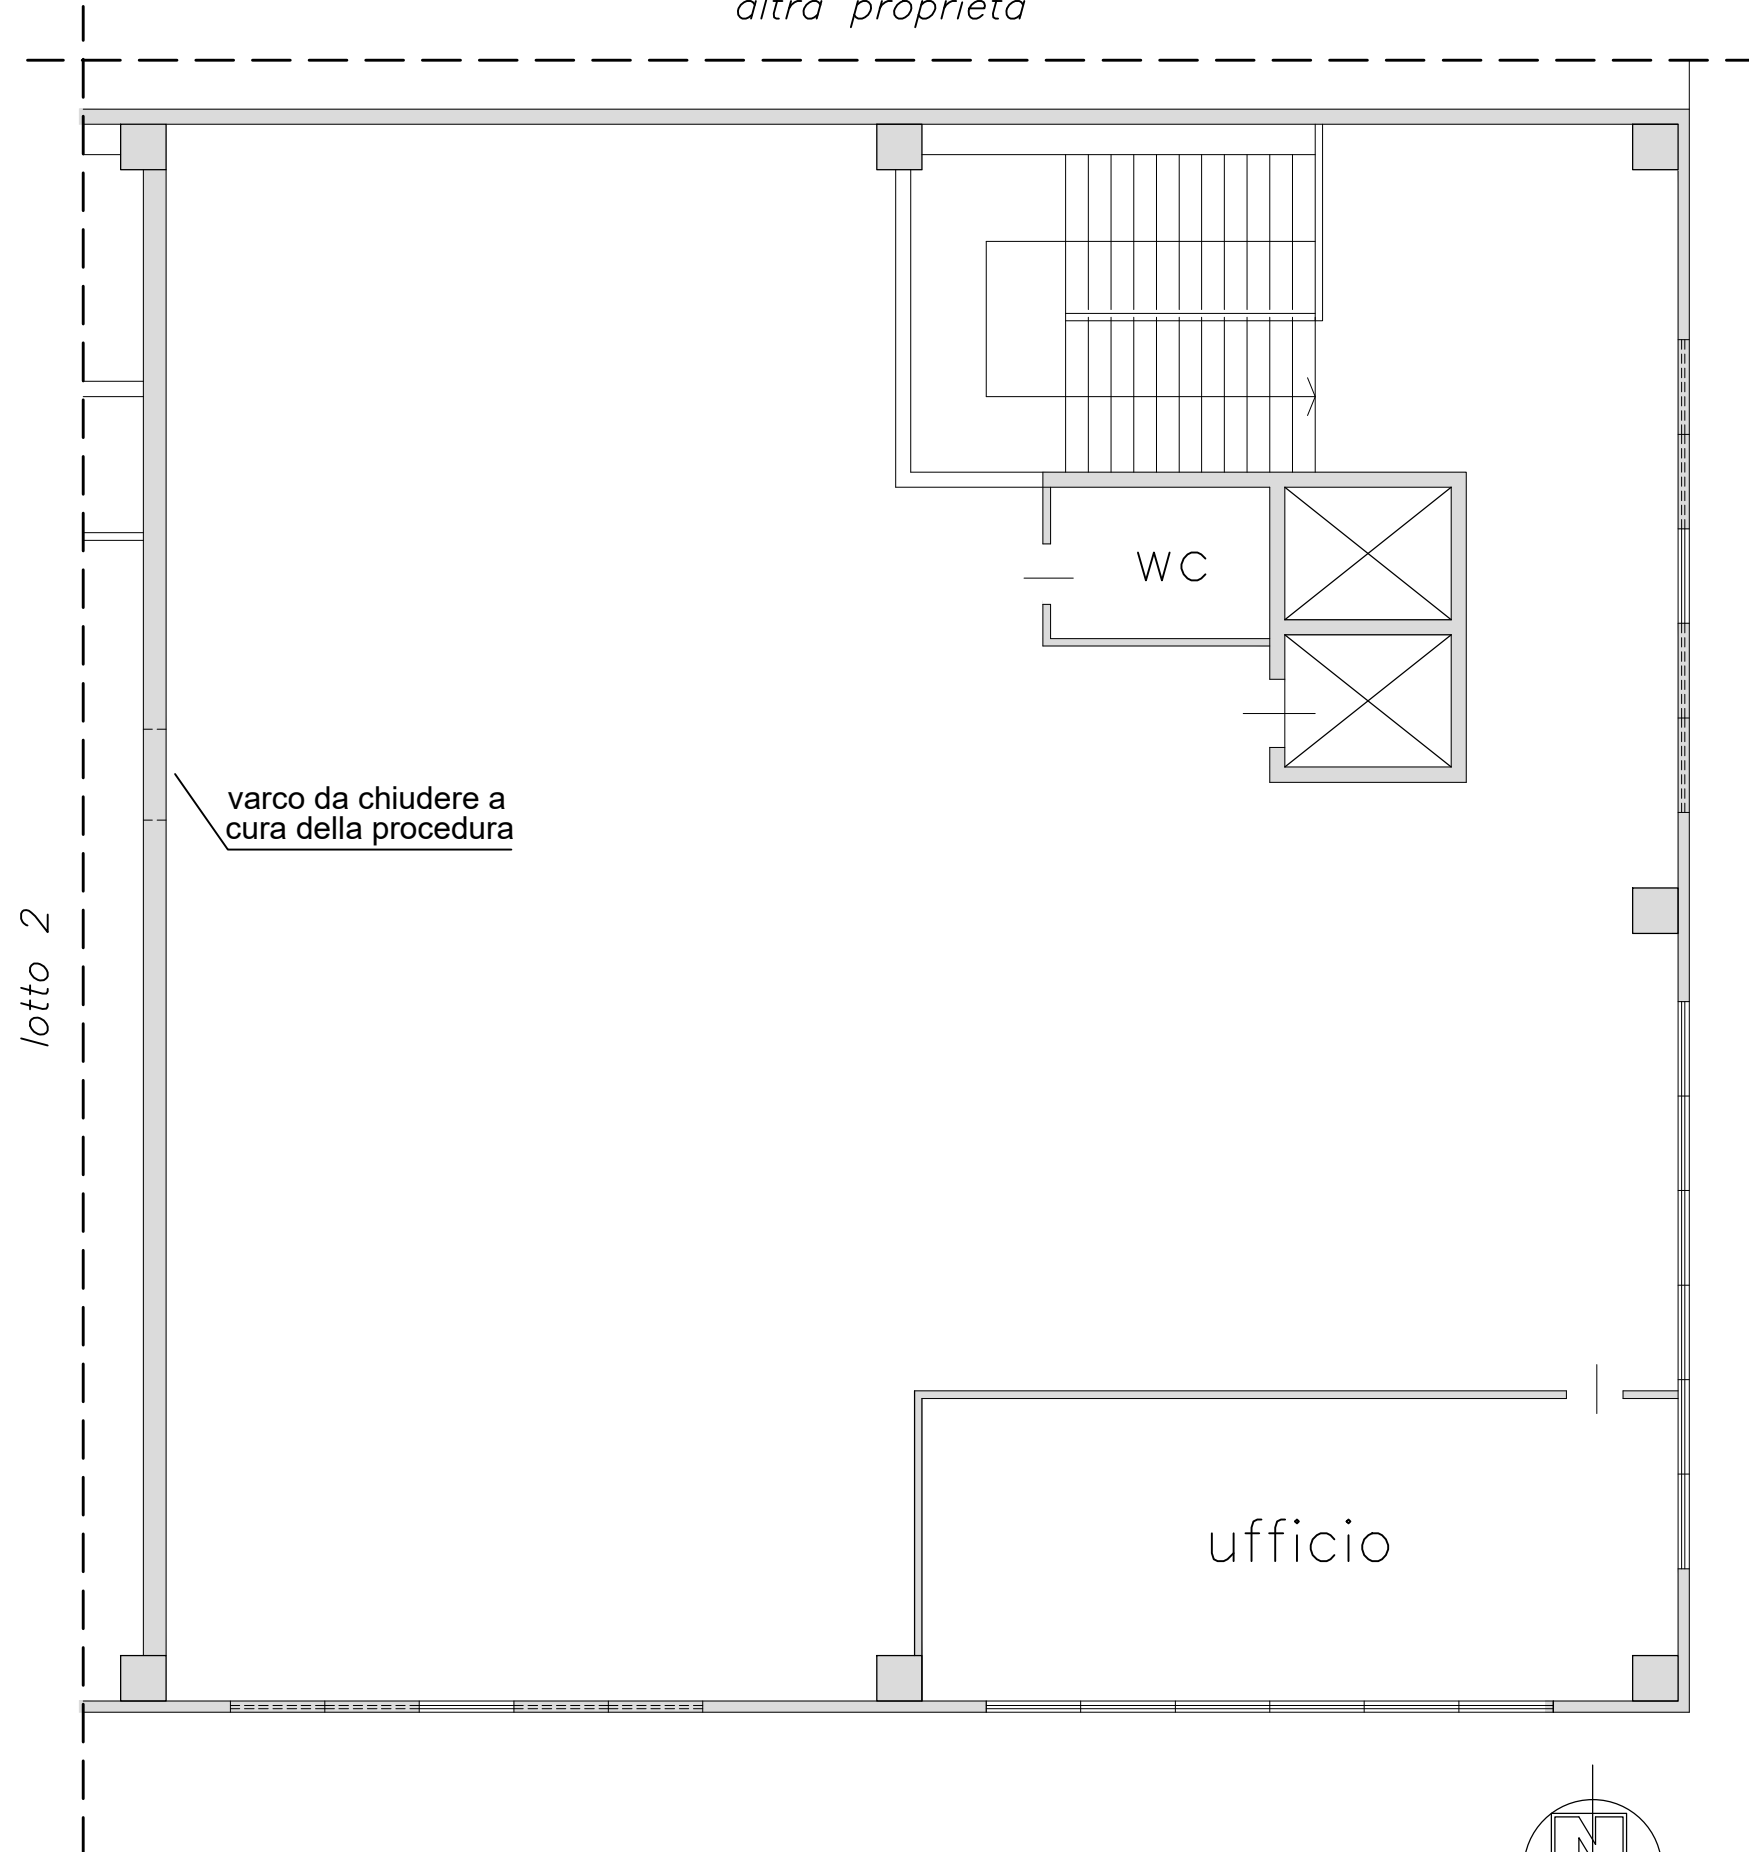 altra proprietà
WC
varco da chiudere a
cura della procedura
lotto 2
ufficio
N